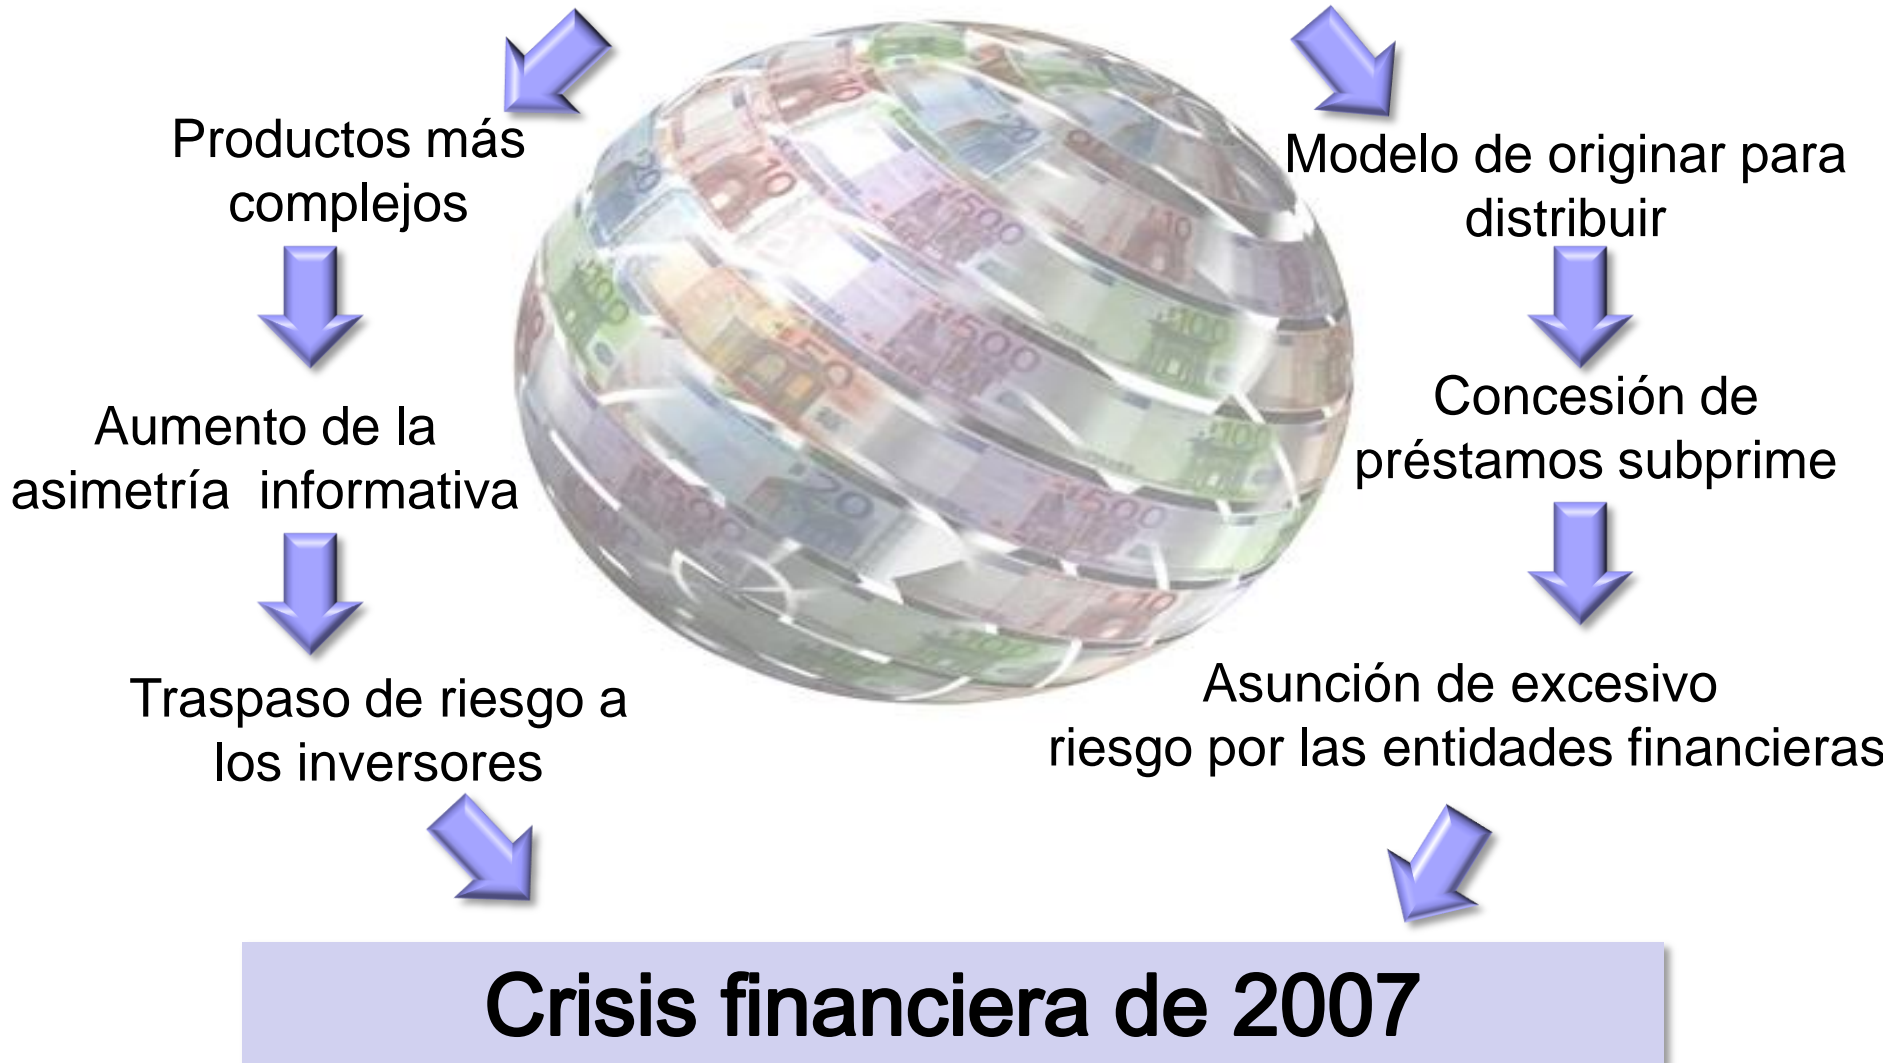 Productos más
complejos
Aumento de la
asimetría  informativa
Traspaso de riesgo a
los inversores
Modelo de originar para
distribuir
Concesión de
préstamos subprime
Asunción de excesivo
riesgo por las entidades financieras
Crisis financiera de 2007